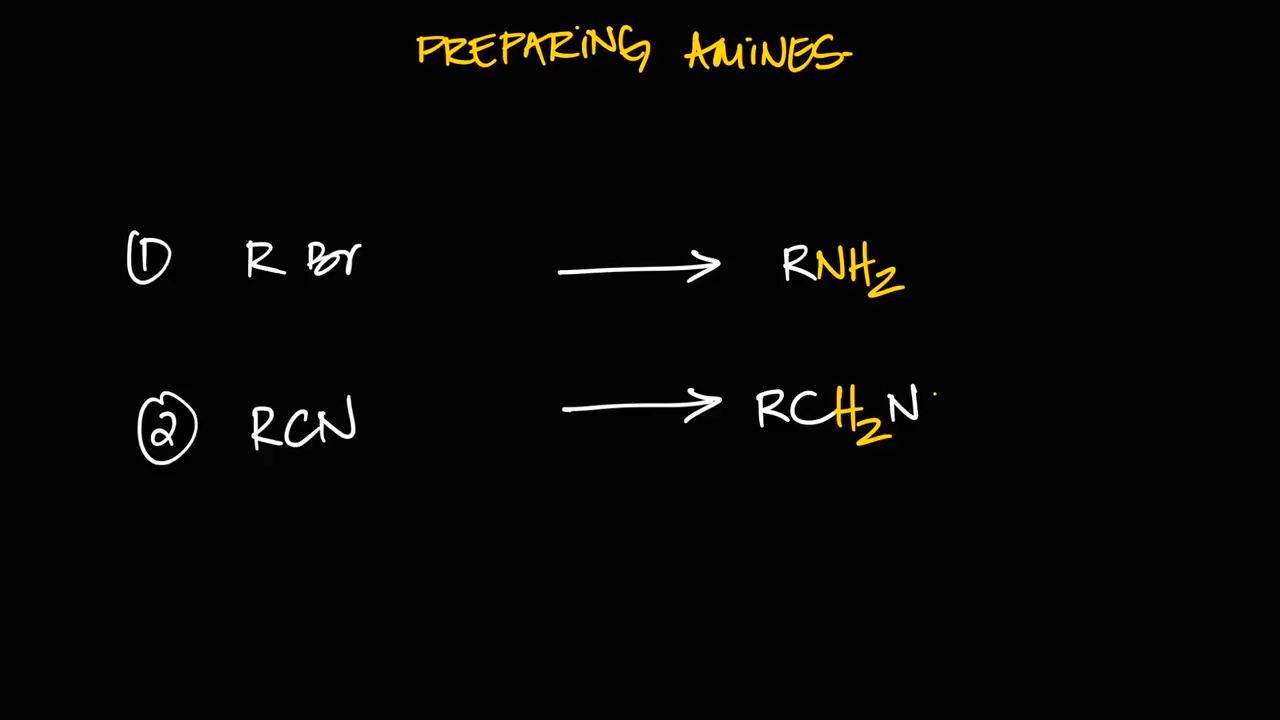 PREPARING AMINES
① R Br → RNH₂
② RCN → RCH₂N